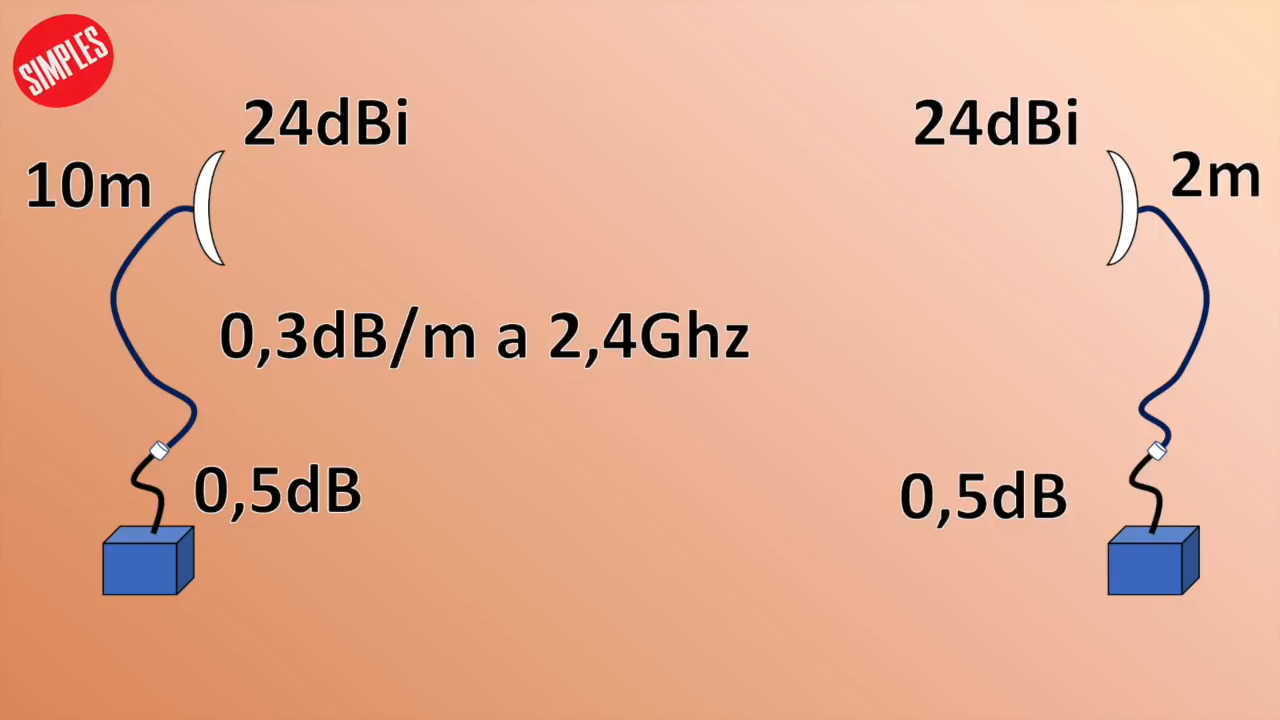 SIMPLES
24dBi
24dBi
10m
2m
0,3dB/m a 2,4Ghz
0,5dB
0,5dB